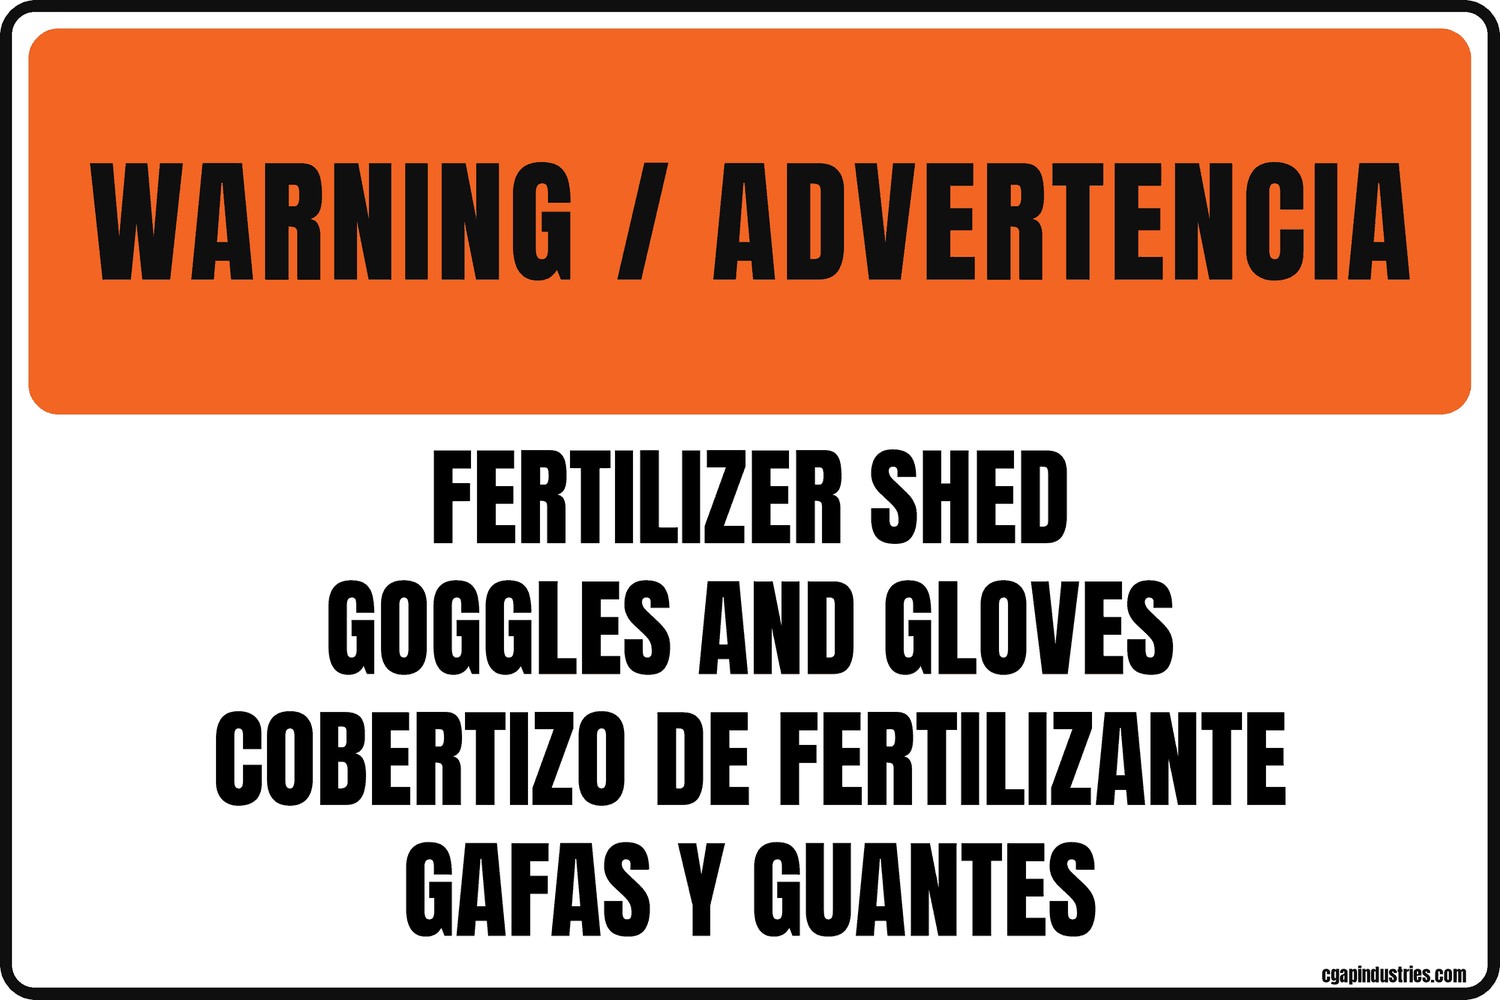 WARNING / ADVERTENCIA
FERTILIZER SHED
GOGGLES AND GLOVES
COBERTIZO DE FERTILIZANTE
GAFAS Y GUANTES
cgapindustries.com